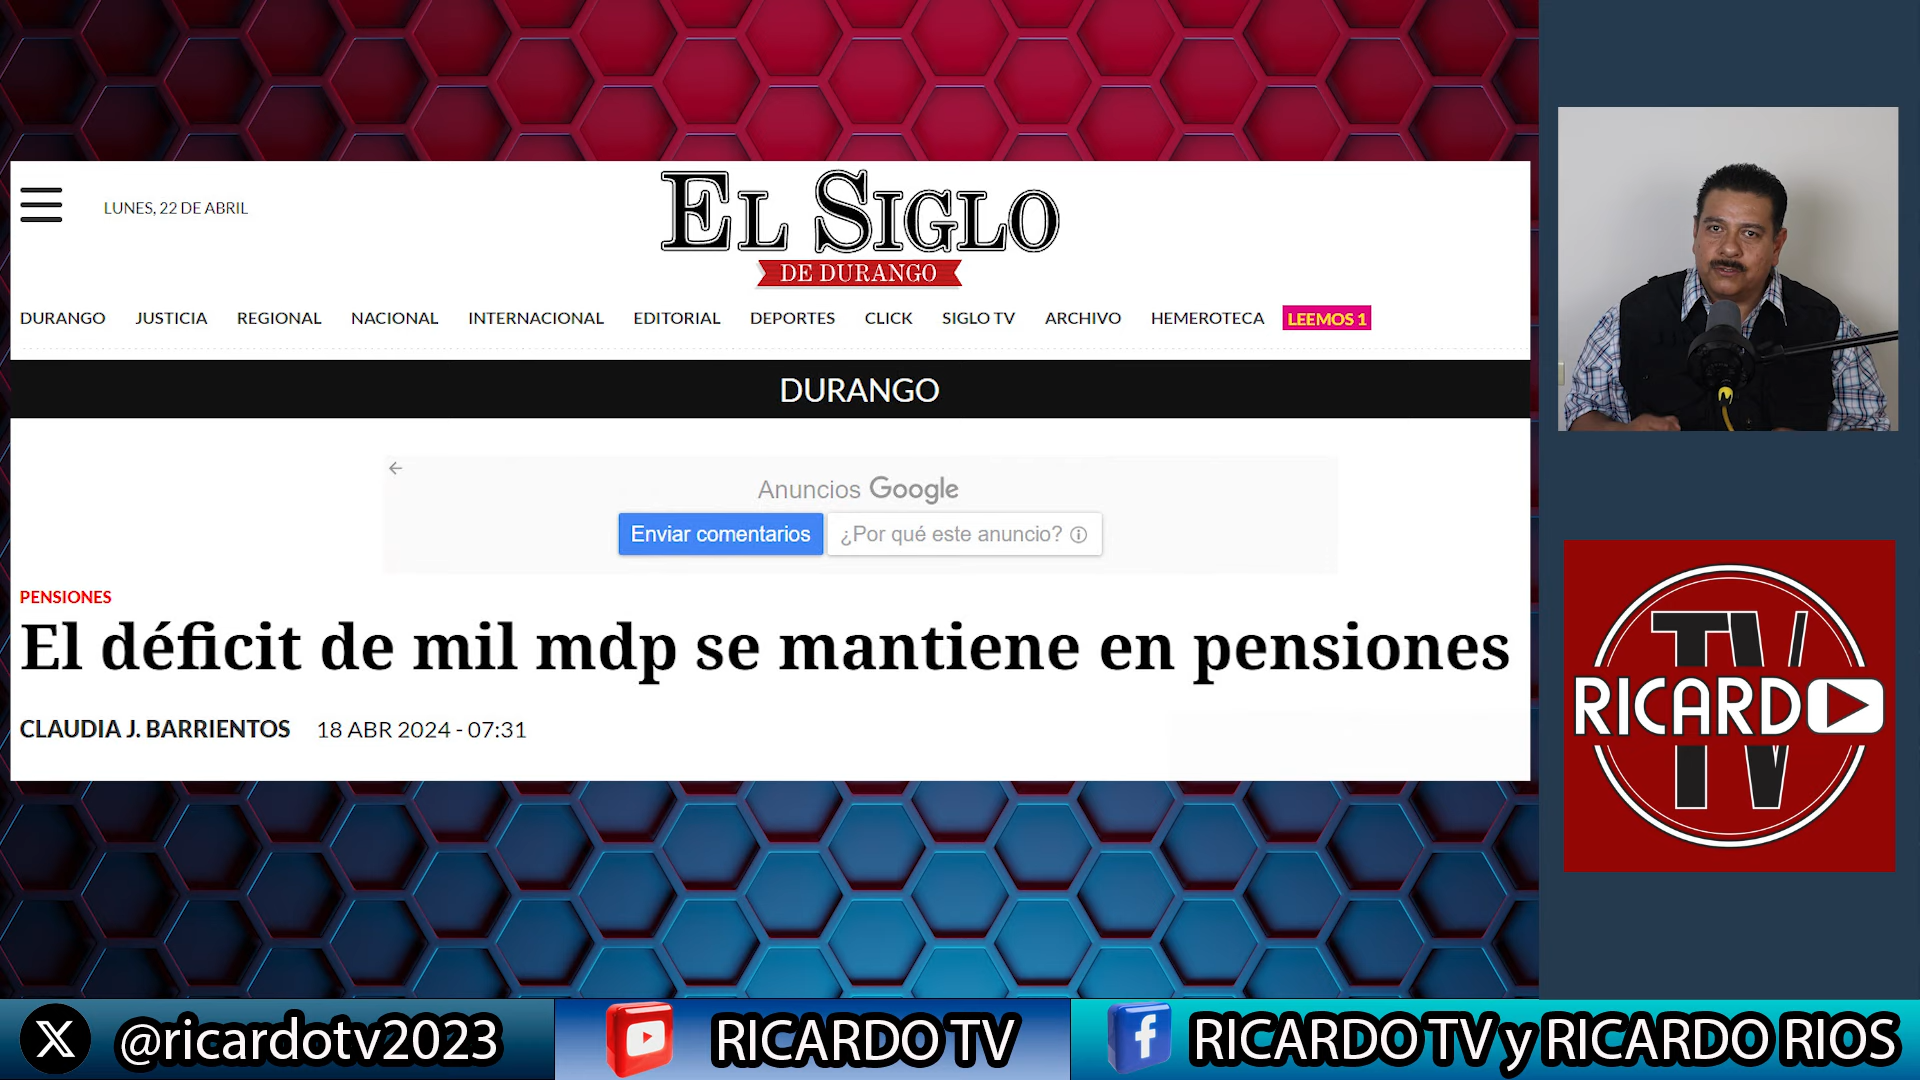 LUNES, 22 DE ABRIL
EL SIGLO
DE DURANGO
DURANGO JUSTICIA REGIONAL NACIONAL INTERNACIONAL EDITORIAL DEPORTES CLICK SIGLO TV ARCHIVO HEMEROTECA LEEMOS 1
DURANGO
Anuncios Google
Enviar comentarios ¿Por qué este anuncio?
PENSIONES
El déficit de mil mdp se mantiene en pensiones
CLAUDIA J. BARRIENTOS 18 ABR 2024 - 07:31
TV
RICARDO
@ricardotv2023
RICARDO TV
RICARDO TV y RICARDO RIOS